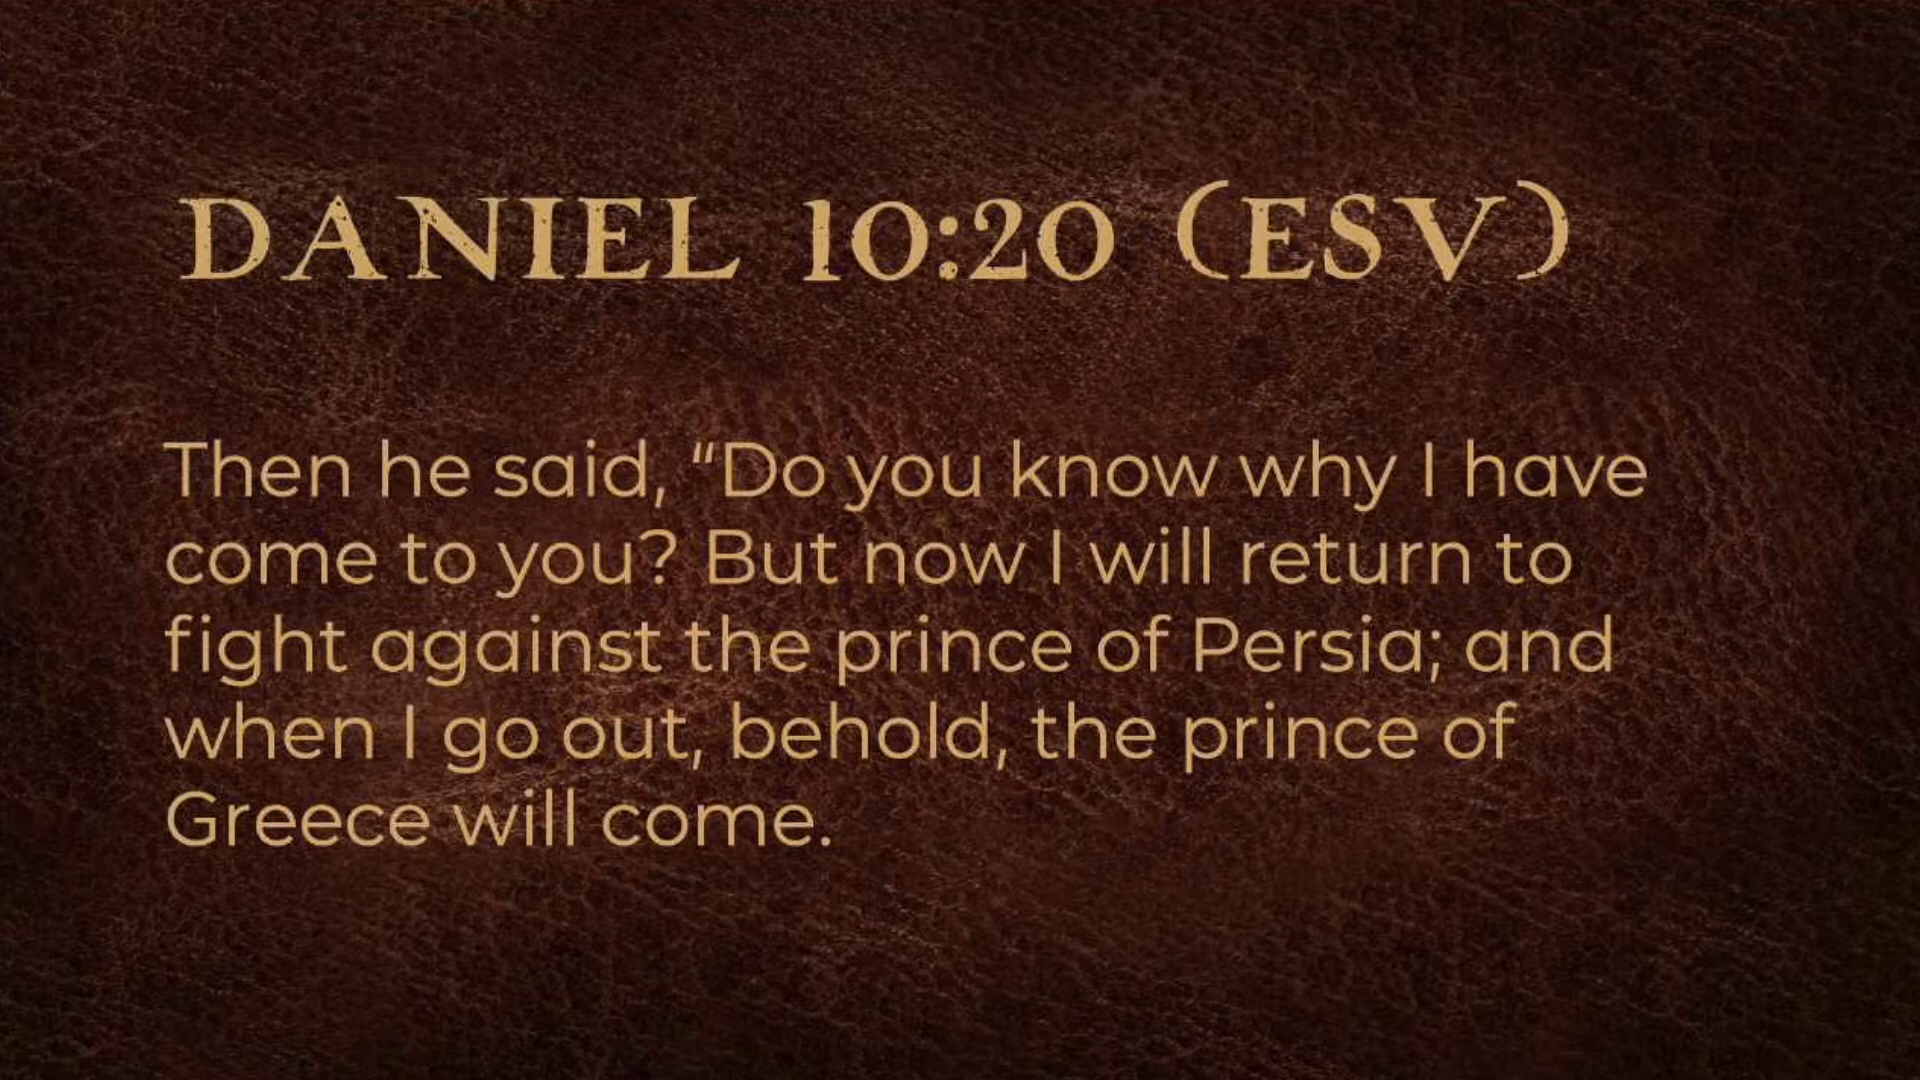 DANIEL 10:20 (ESV)
Then he said, “Do you know why I have
come to you? But now I will return to
fight against the prince of Persia; and
when I go out, behold, the prince of
Greece will come.